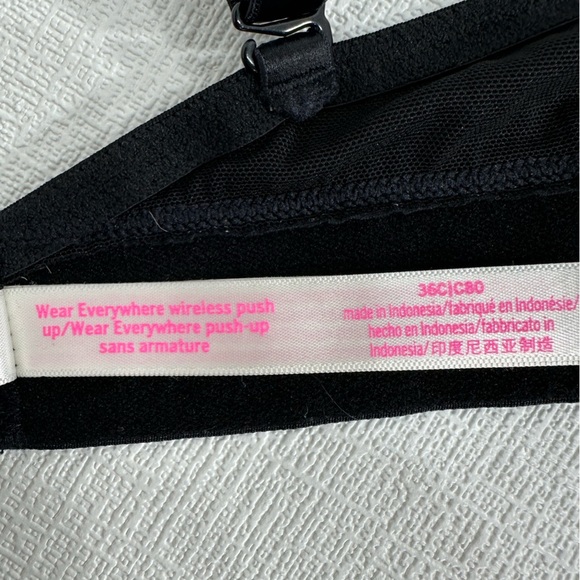 Wear Everywhere wireless push
up/Wear Everywhere push-up
sans armature
36C|C80
made in Indonesia/fabriqué en Indonésie/
hecho en Indonesia/fabbricato in
Indonesia/印度尼西亚制造